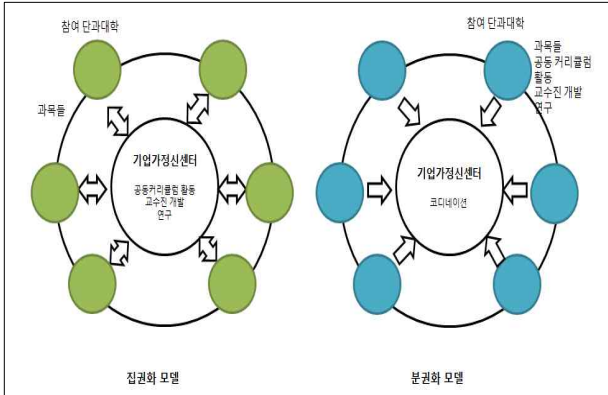 참여 단과대학
과목들
기업가정신센터
공동커리큘럼 활동
교수진 개발
연구
집권화 모델
참여 단과대학
과목들
공동 커리큘럼
활동
교수진 개발
연구
기업가정신센터
코디네이션
분권화 모델